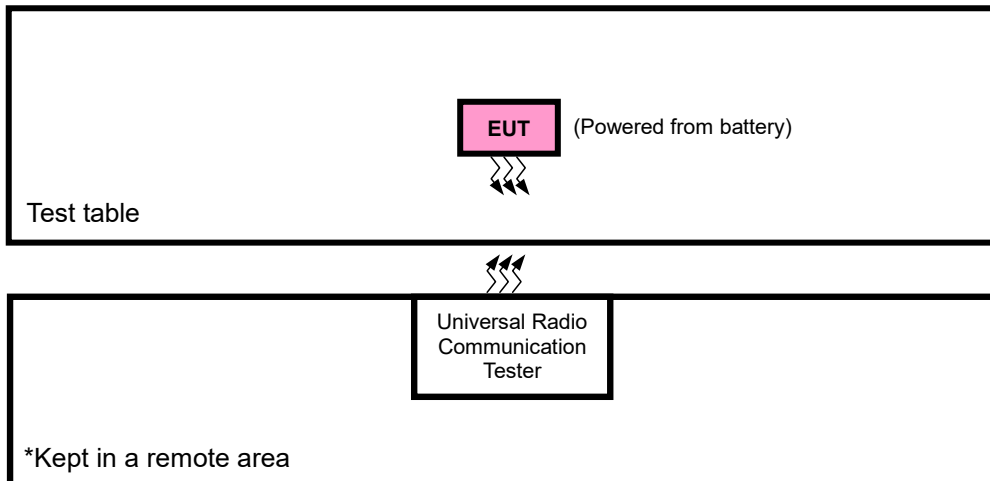 EUT
(Powered from battery)
Test table
Universal Radio
Communication
Tester
*Kept in a remote area